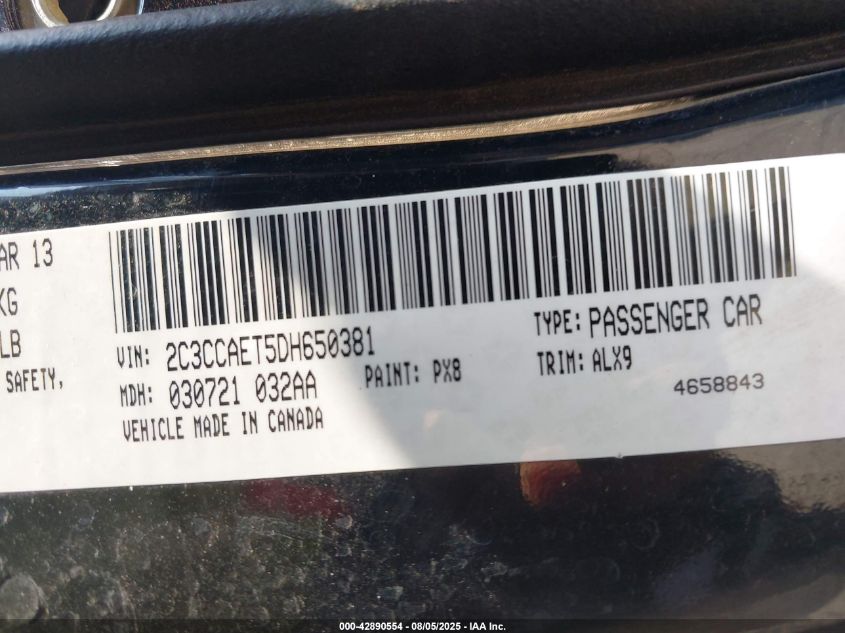 AR 13
KG
LB
SAFETY,
VIN: 2C3CCAET5DH650381
TYPE: PASSENGER CAR
MDH: 030721 032AA
PAINT: PX8
TRIM: ALX9
VEHICLE MADE IN CANADA
4658843
000-42890554 - 08/05/2025 - IAA Inc.